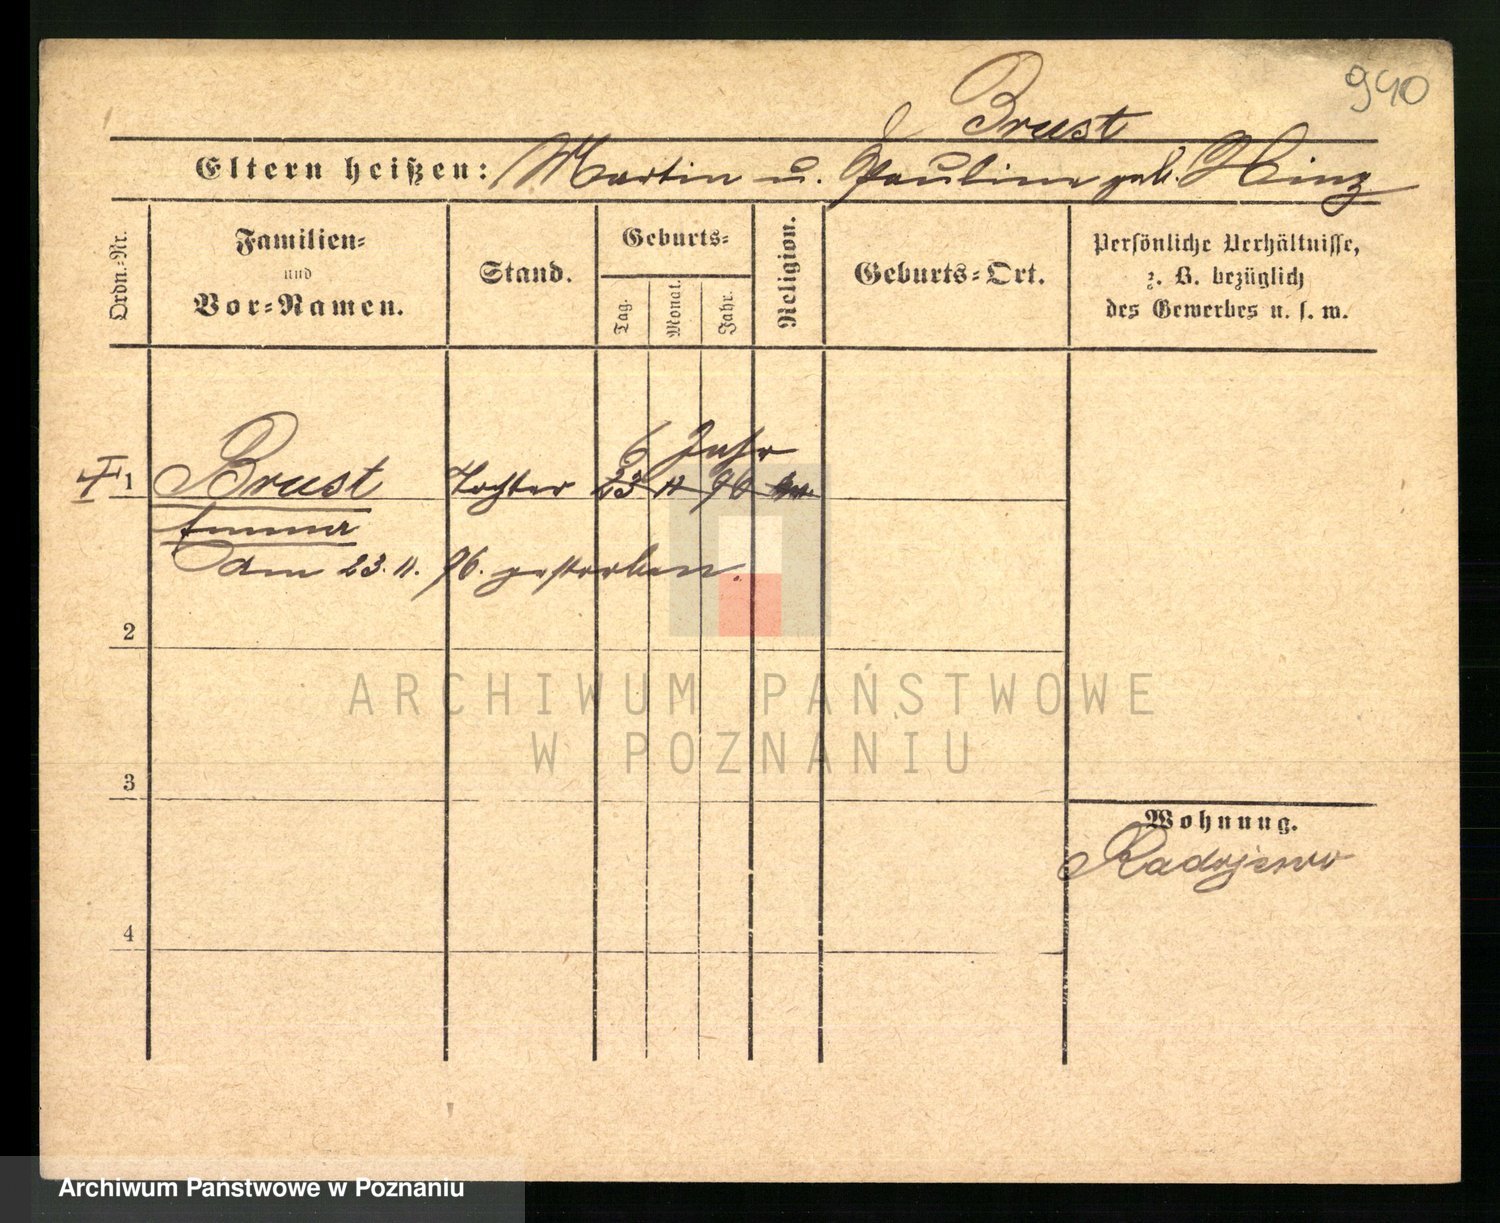 940
Brust
Eltern heißen: Martin u. Pauline geb. Hinz
Ordn.-Nr.
Familien-
und
Vor-Namen.
Stand.
Geburts-
Tag.
Monat.
Jahr.
Religion.
Geburts-Ort.
Persönliche Verhältnisse,
z. B. bezüglich
des Gewerbes u. s. w.
6 Jahr
1 Brust Tochter 23 11 96
Emma
Am 23. 11. 96. gestorben.
2
3
4
Wohnung.
Radojewo
ARCHIWUM PAŃSTWOWE
W POZNANIU
Archiwum Państwowe w Poznaniu